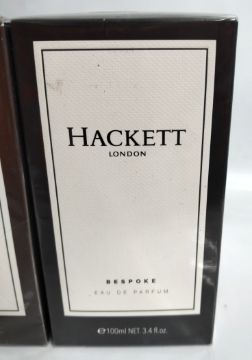 HACKETT
LONDON
BESPOKE
EAU DE PARFUM
℮100ml NET 3.4 fl.oz.